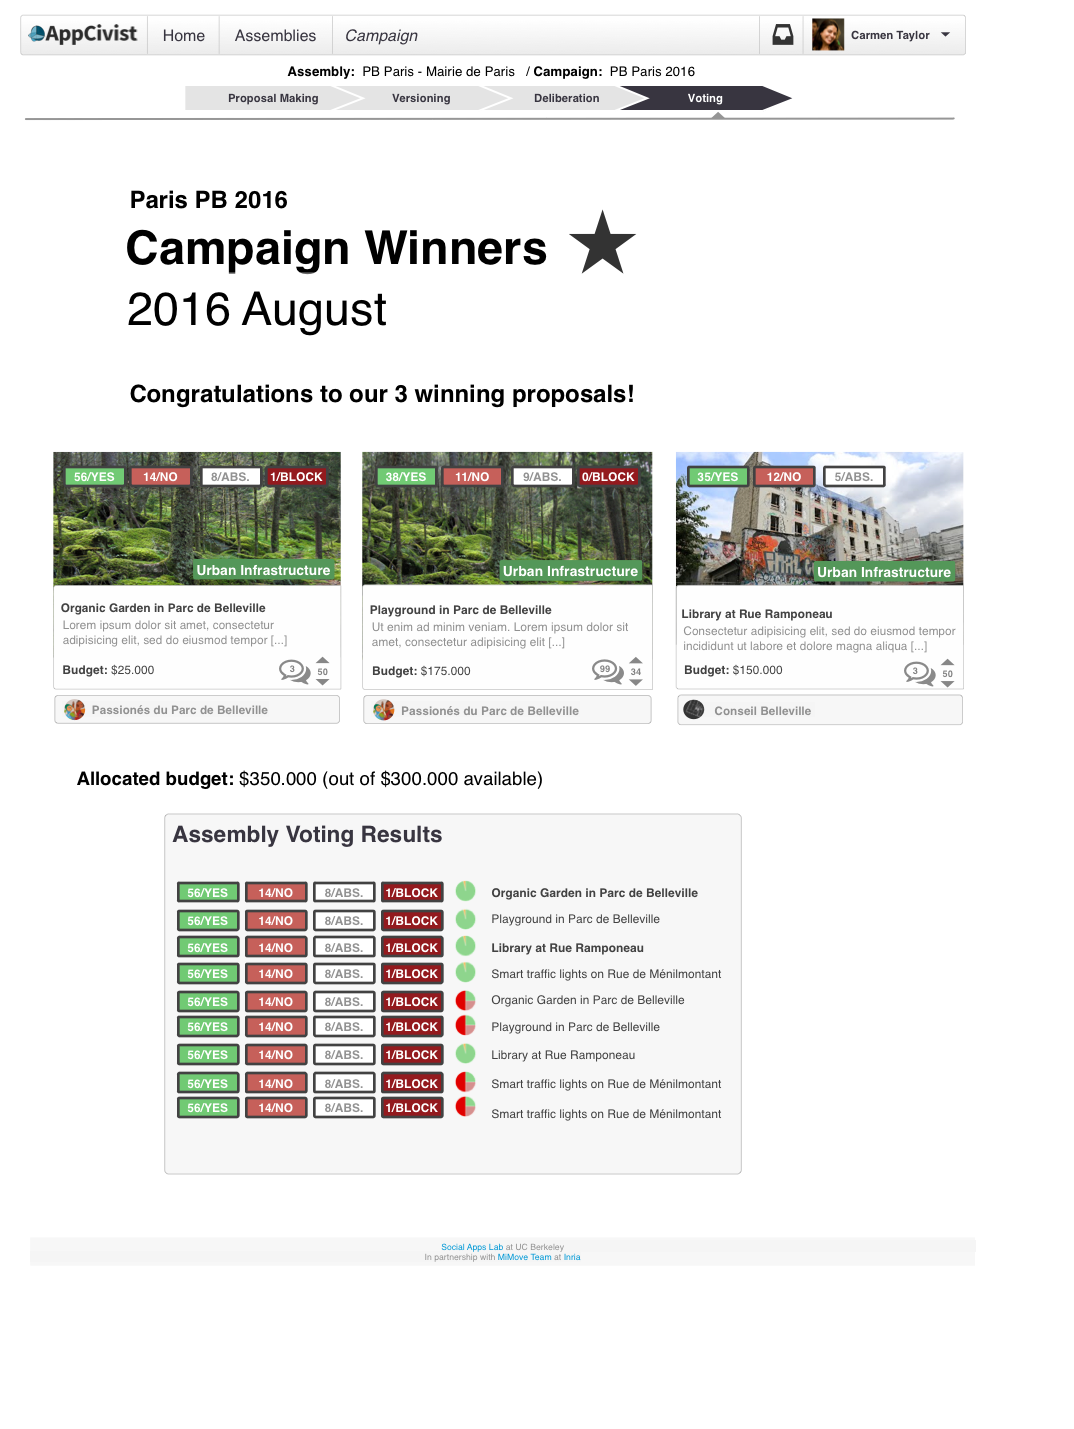 AppCivist Home Assemblies Campaign Carmen Taylor
Assembly: PB Paris - Mairie de Paris / Campaign: PB Paris 2016
Proposal Making Versioning Deliberation Voting
Paris PB 2016
Campaign Winners
2016 August
Congratulations to our 3 winning proposals!
56/YES 14/NO 8/ABS. 1/BLOCK
Urban Infrastructure
Organic Garden in Parc de Belleville
Lorem ipsum dolor sit amet, consectetur
adipisicing elit, sed do eiusmod tempor [...]
Budget: $25.000 3 50
Passionés du Parc de Belleville
38/YES 11/NO 9/ABS. 0/BLOCK
Urban Infrastructure
Playground in Parc de Belleville
Ut enim ad minim veniam. Lorem ipsum dolor sit
amet, consectetur adipisicing elit [...]
Budget: $175.000 99 34
Passionés du Parc de Belleville
35/YES 12/NO 5/ABS.
Urban Infrastructure
Library at Rue Ramponeau
Consectetur adipisicing elit, sed do eiusmod tempor
incididunt ut labore et dolore magna aliqua [...]
Budget: $150.000 3 50
Conseil Belleville
Allocated budget: $350.000 (out of $300.000 available)
Assembly Voting Results
56/YES 14/NO 8/ABS. 1/BLOCK Organic Garden in Parc de Belleville
56/YES 14/NO 8/ABS. 1/BLOCK Playground in Parc de Belleville
56/YES 14/NO 8/ABS. 1/BLOCK Library at Rue Ramponeau
56/YES 14/NO 8/ABS. 1/BLOCK Smart traffic lights on Rue de Ménilmontant
56/YES 14/NO 8/ABS. 1/BLOCK Organic Garden in Parc de Belleville
56/YES 14/NO 8/ABS. 1/BLOCK Playground in Parc de Belleville
56/YES 14/NO 8/ABS. 1/BLOCK Library at Rue Ramponeau
56/YES 14/NO 8/ABS. 1/BLOCK Smart traffic lights on Rue de Ménilmontant
56/YES 14/NO 8/ABS. 1/BLOCK Smart traffic lights on Rue de Ménilmontant
Social Apps Lab at UC Berkeley
In partnership with MiMove Team at Inria